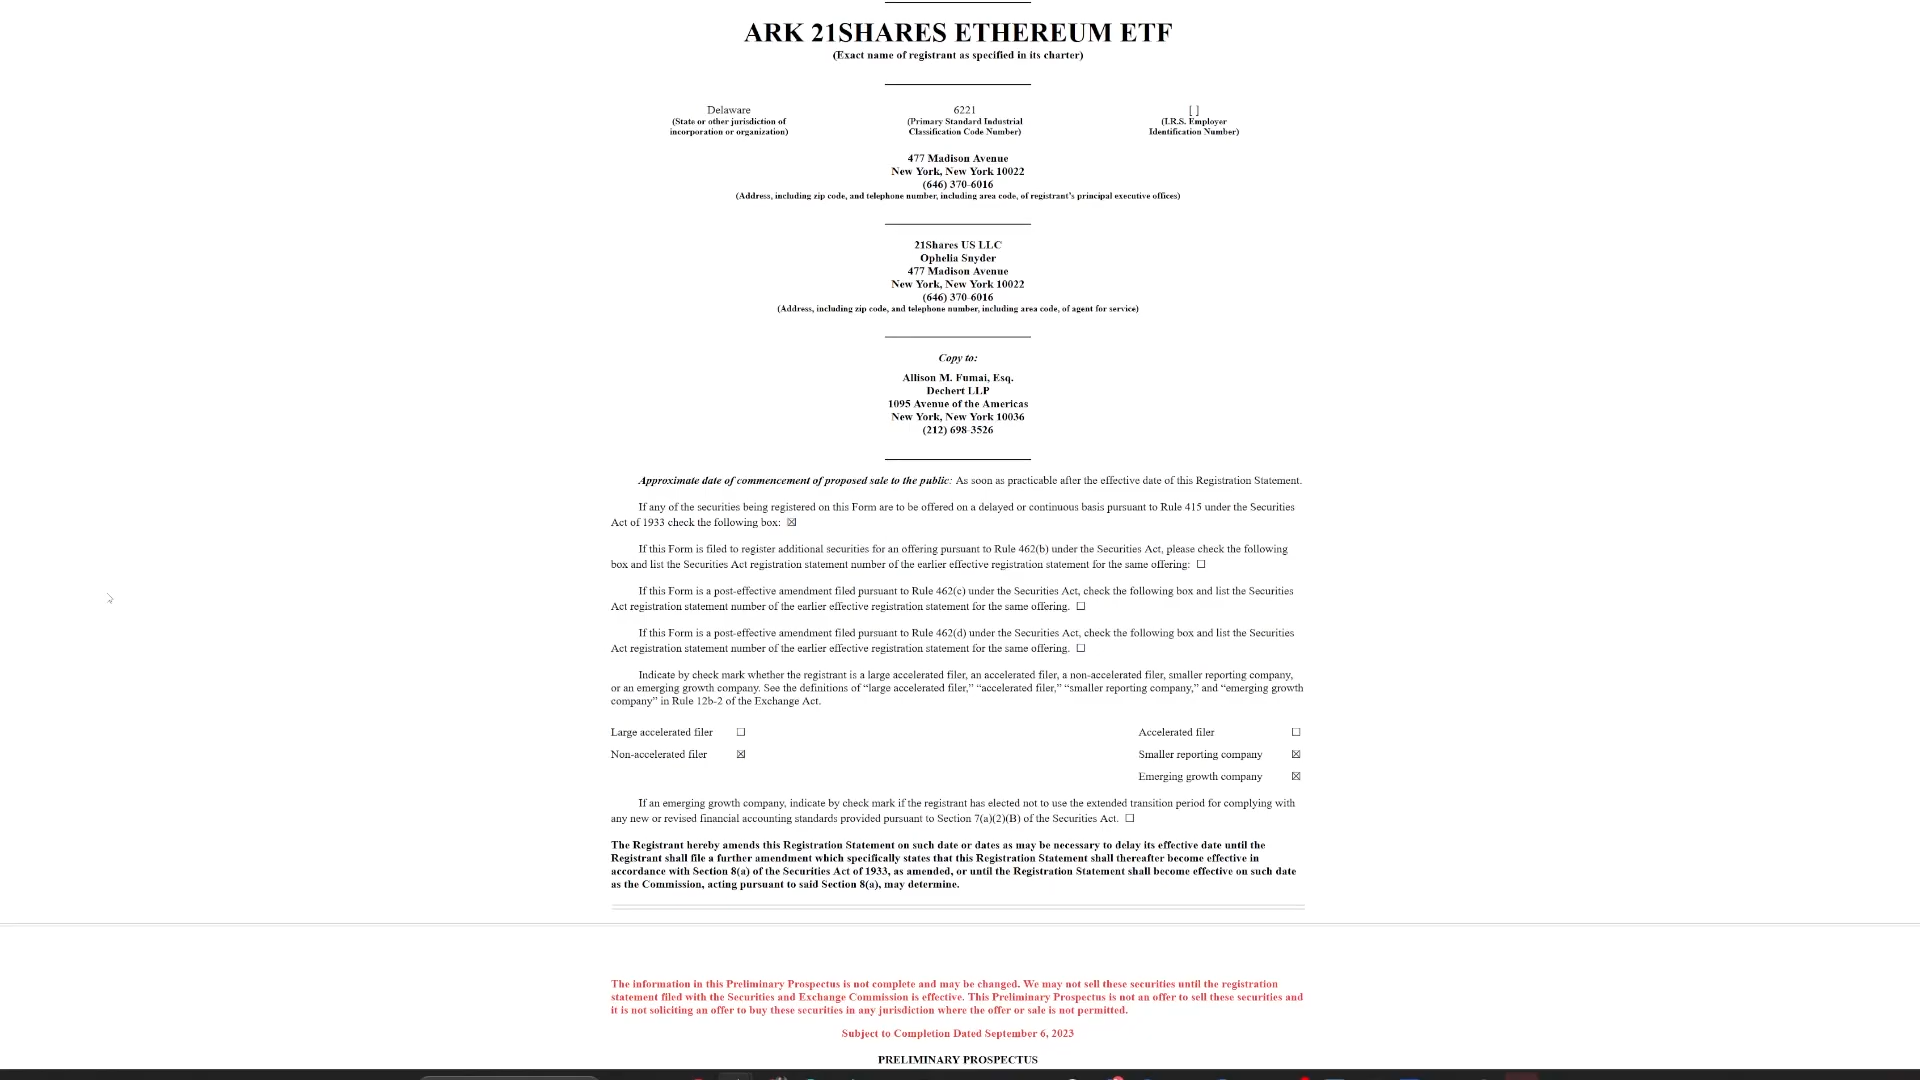 ARK 21SHARES ETHEREUM ETF
(Exact name of registrant as specified in its charter)
Delaware
(State or other jurisdiction of
incorporation or organization)
6221
(Primary Standard Industrial
Classification Code Number)
[ ]
(I.R.S. Employer
Identification Number)
477 Madison Avenue
New York, New York 10022
(646) 370-6016
(Address, including zip code, and telephone number, including area code, of registrant's principal executive offices)
21Shares US LLC
Ophelia Snyder
477 Madison Avenue
New York, New York 10022
(646) 370-6016
(Address, including zip code, and telephone number, including area code, of agent for service)
Copy to:
Allison M. Fumai, Esq.
Dechert LLP
1095 Avenue of the Americas
New York, New York 10036
(212) 698-3526
Approximate date of commencement of proposed sale to the public: As soon as practicable after the effective date of this Registration Statement.
If any of the securities being registered on this Form are to be offered on a delayed or continuous basis pursuant to Rule 415 under the Securities
Act of 1933 check the following box: ☒
If this Form is filed to register additional securities for an offering pursuant to Rule 462(b) under the Securities Act, please check the following
box and list the Securities Act registration statement number of the earlier effective registration statement for the same offering: ☐
If this Form is a post-effective amendment filed pursuant to Rule 462(c) under the Securities Act, check the following box and list the Securities
Act registration statement number of the earlier effective registration statement for the same offering. ☐
If this Form is a post-effective amendment filed pursuant to Rule 462(d) under the Securities Act, check the following box and list the Securities
Act registration statement number of the earlier effective registration statement for the same offering. ☐
Indicate by check mark whether the registrant is a large accelerated filer, an accelerated filer, a non-accelerated filer, smaller reporting company,
or an emerging growth company. See the definitions of “large accelerated filer,” “accelerated filer,” “smaller reporting company,” and “emerging growth
company” in Rule 12b-2 of the Exchange Act.
Large accelerated filer ☐ Accelerated filer ☐
Non-accelerated filer ☒ Smaller reporting company ☒
Emerging growth company ☒
If an emerging growth company, indicate by check mark if the registrant has elected not to use the extended transition period for complying with
any new or revised financial accounting standards provided pursuant to Section 7(a)(2)(B) of the Securities Act. ☐
The Registrant hereby amends this Registration Statement on such date or dates as may be necessary to delay its effective date until the
Registrant shall file a further amendment which specifically states that this Registration Statement shall thereafter become effective in
accordance with Section 8(a) of the Securities Act of 1933, as amended, or until the Registration Statement shall become effective on such date
as the Commission, acting pursuant to said Section 8(a), may determine.
The information in this Preliminary Prospectus is not complete and may be changed. We may not sell these securities until the registration
statement filed with the Securities and Exchange Commission is effective. This Preliminary Prospectus is not an offer to sell these securities and
it is not soliciting an offer to buy these securities in any jurisdiction where the offer or sale is not permitted.
Subject to Completion Dated September 6, 2023
PRELIMINARY PROSPECTUS